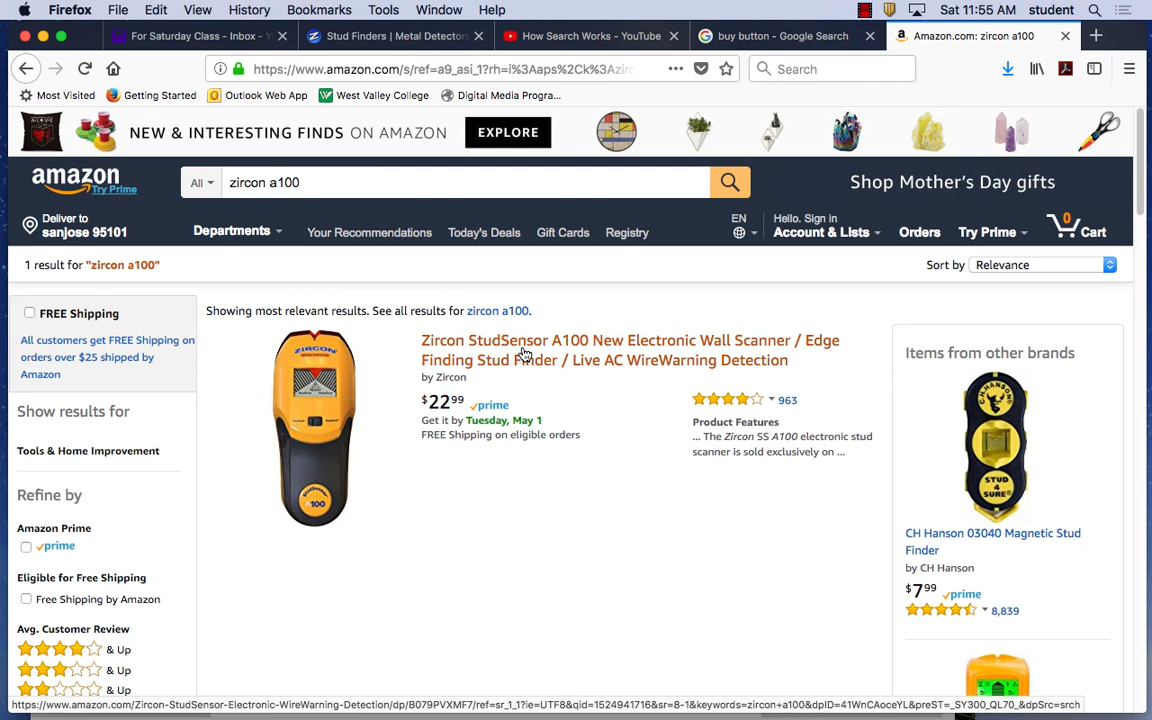 Firefox File Edit View History Bookmarks Tools Window Help Sat 11:55 AM student
For Saturday Class - Inbox - Y Stud Finders | Metal Detectors How Search Works - YouTube buy button - Google Search Amazon.com: zircon a100
https://www.amazon.com/s/ref=a9_asi_1?rh=i%3Aaps%2Ck%3Azirc Search
Most Visited Getting Started Outlook Web App West Valley College Digital Media Progra...
NEW & INTERESTING FINDS ON AMAZON EXPLORE
amazon
Try Prime
All zircon a100 Shop Mother's Day gifts
Deliver to
sanjose 95101
Departments Your Recommendations Today's Deals Gift Cards Registry
EN
Hello. Sign in
Account & Lists Orders Try Prime 0 Cart
1 result for "zircon a100" Sort by Relevance
FREE Shipping
All customers get FREE Shipping on
orders over $25 shipped by
Amazon
Show results for
Tools & Home Improvement
Refine by
Amazon Prime
prime
Eligible for Free Shipping
Free Shipping by Amazon
Avg. Customer Review
& Up
& Up
& Up
Showing most relevant results. See all results for zircon a100.
ZIRCON
100
Zircon StudSensor A100 New Electronic Wall Scanner / Edge
Finding Stud Finder / Live AC WireWarning Detection
by Zircon
$22 99 prime
Get it by Tuesday, May 1
FREE Shipping on eligible orders
963
Product Features
... The Zircon SS A100 electronic stud
scanner is sold exclusively on ...
Items from other brands
CH HANSON
STUD
4
SURE
CH Hanson 03040 Magnetic Stud
Finder
by CH Hanson
$7 99 prime
8,839
https://www.amazon.com/Zircon-StudSensor-Electronic-WireWarning-Detection/dp/B079PVXMF7/ref=sr_1_1?ie=UTF8&qid=1524941716&sr=8-1&keywords=zircon+a100&dpID=41WnCAoceYL&preST=_SY300_QL70_&dpSrc=srch